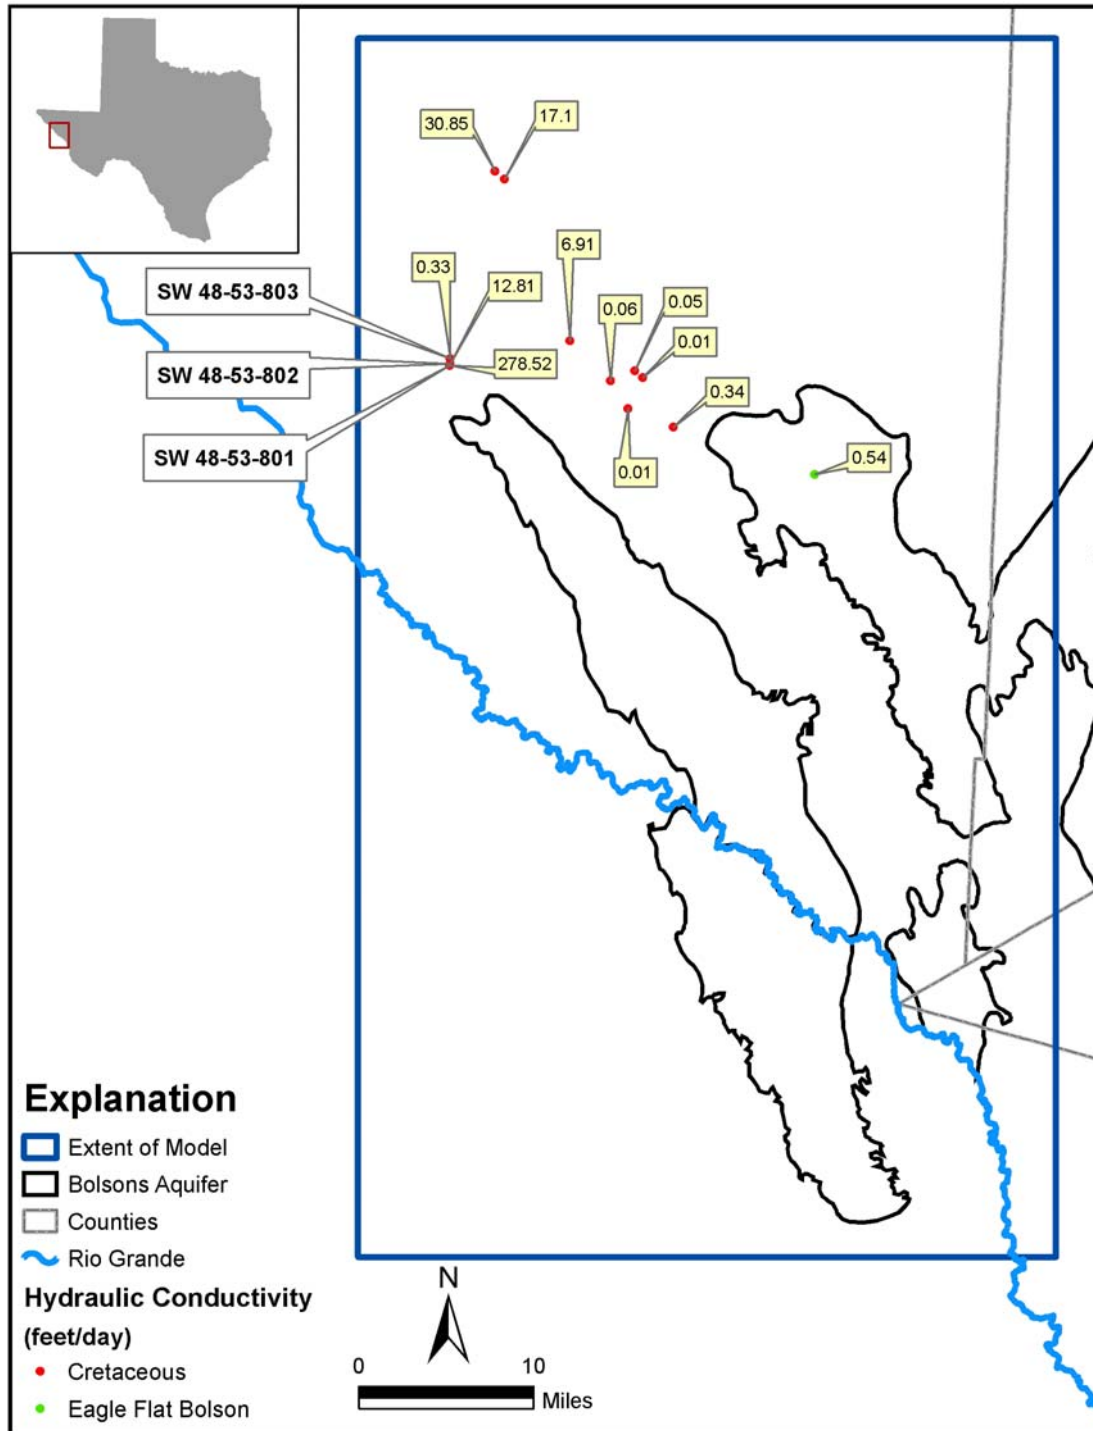 30.85
17.1
6.91
0.33
12.81
0.06
0.05
0.01
278.52
0.34
0.01
0.54
SW 48-53-803
SW 48-53-802
SW 48-53-801
Explanation
Extent of Model
Bolsons Aquifer
Counties
Rio Grande
Hydraulic Conductivity
(feet/day)
Cretaceous
Eagle Flat Bolson
N
0 10
Miles